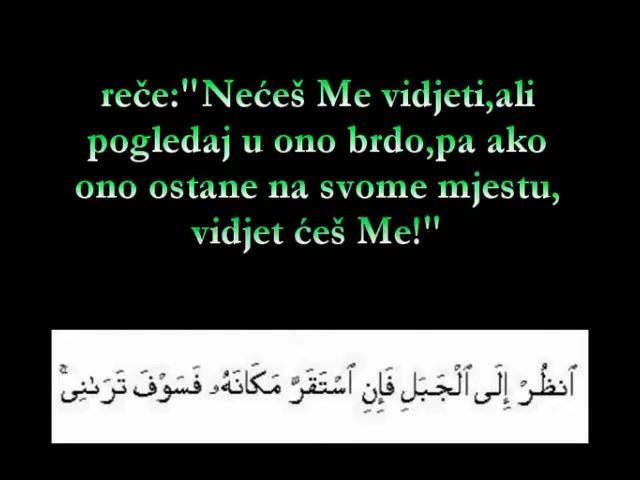 reče:"Nećeš Me vidjeti,ali
pogledaj u ono brdo,pa ako
ono ostane na svome mjestu,
vidjet ćeš Me!"
ٱنظُرْ إِلَى ٱلْجَبَلِ فَإِنِ ٱسْتَقَرَّ مَكَانَهُۥ فَسَوْفَ تَرَىٰنِى ۚ